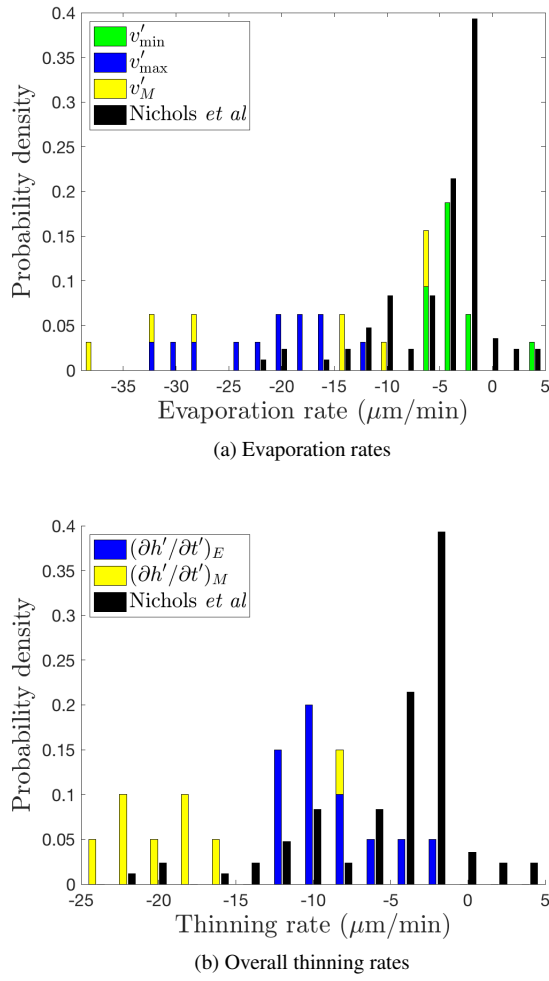 0.4
0.35
0.3
0.25
0.2
0.15
0.1
0.05
0
Probability density
v′min
v′max
v′M
Nichols et al
-35 -30 -25 -20 -15 -10 -5 0 5
Evaporation rate (μm/min)
(a) Evaporation rates
0.4
0.35
0.3
0.25
0.2
0.15
0.1
0.05
0
Probability density
(∂h′/∂t′)E
(∂h′/∂t′)M
Nichols et al
-25 -20 -15 -10 -5 0 5
Thinning rate (μm/min)
(b) Overall thinning rates